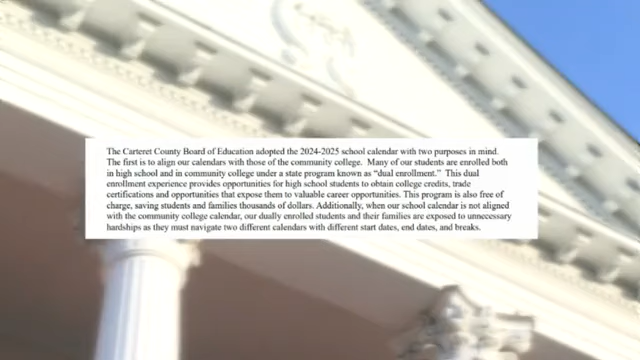 The Carteret County Board of Education adopted the 2024-2025 school calendar with two purposes in mind.
The first is to align our calendars with those of the community college. Many of our students are enrolled both
in high school and in community college under a state program known as “dual enrollment.” This dual
enrollment experience provides opportunities for high school students to obtain college credits, trade
certifications and opportunities that expose them to valuable career opportunities. This program is also free of
charge, saving students and families thousands of dollars. Additionally, when our school calendar is not aligned
with the community college calendar, our dually enrolled students and their families are exposed to unnecessary
hardships as they must navigate two different calendars with different start dates, end dates, and breaks.